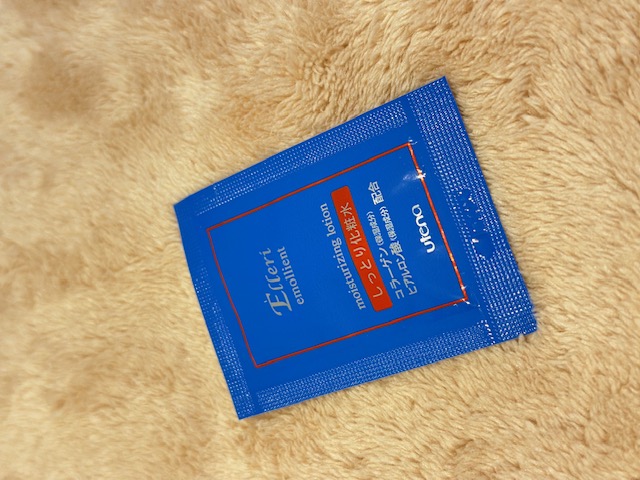 Elleri
emollient
moisturizing lotion
しっとり化粧水
コラーゲン(保湿成分)
ヒアルロン酸(保湿成分) 配合
utena